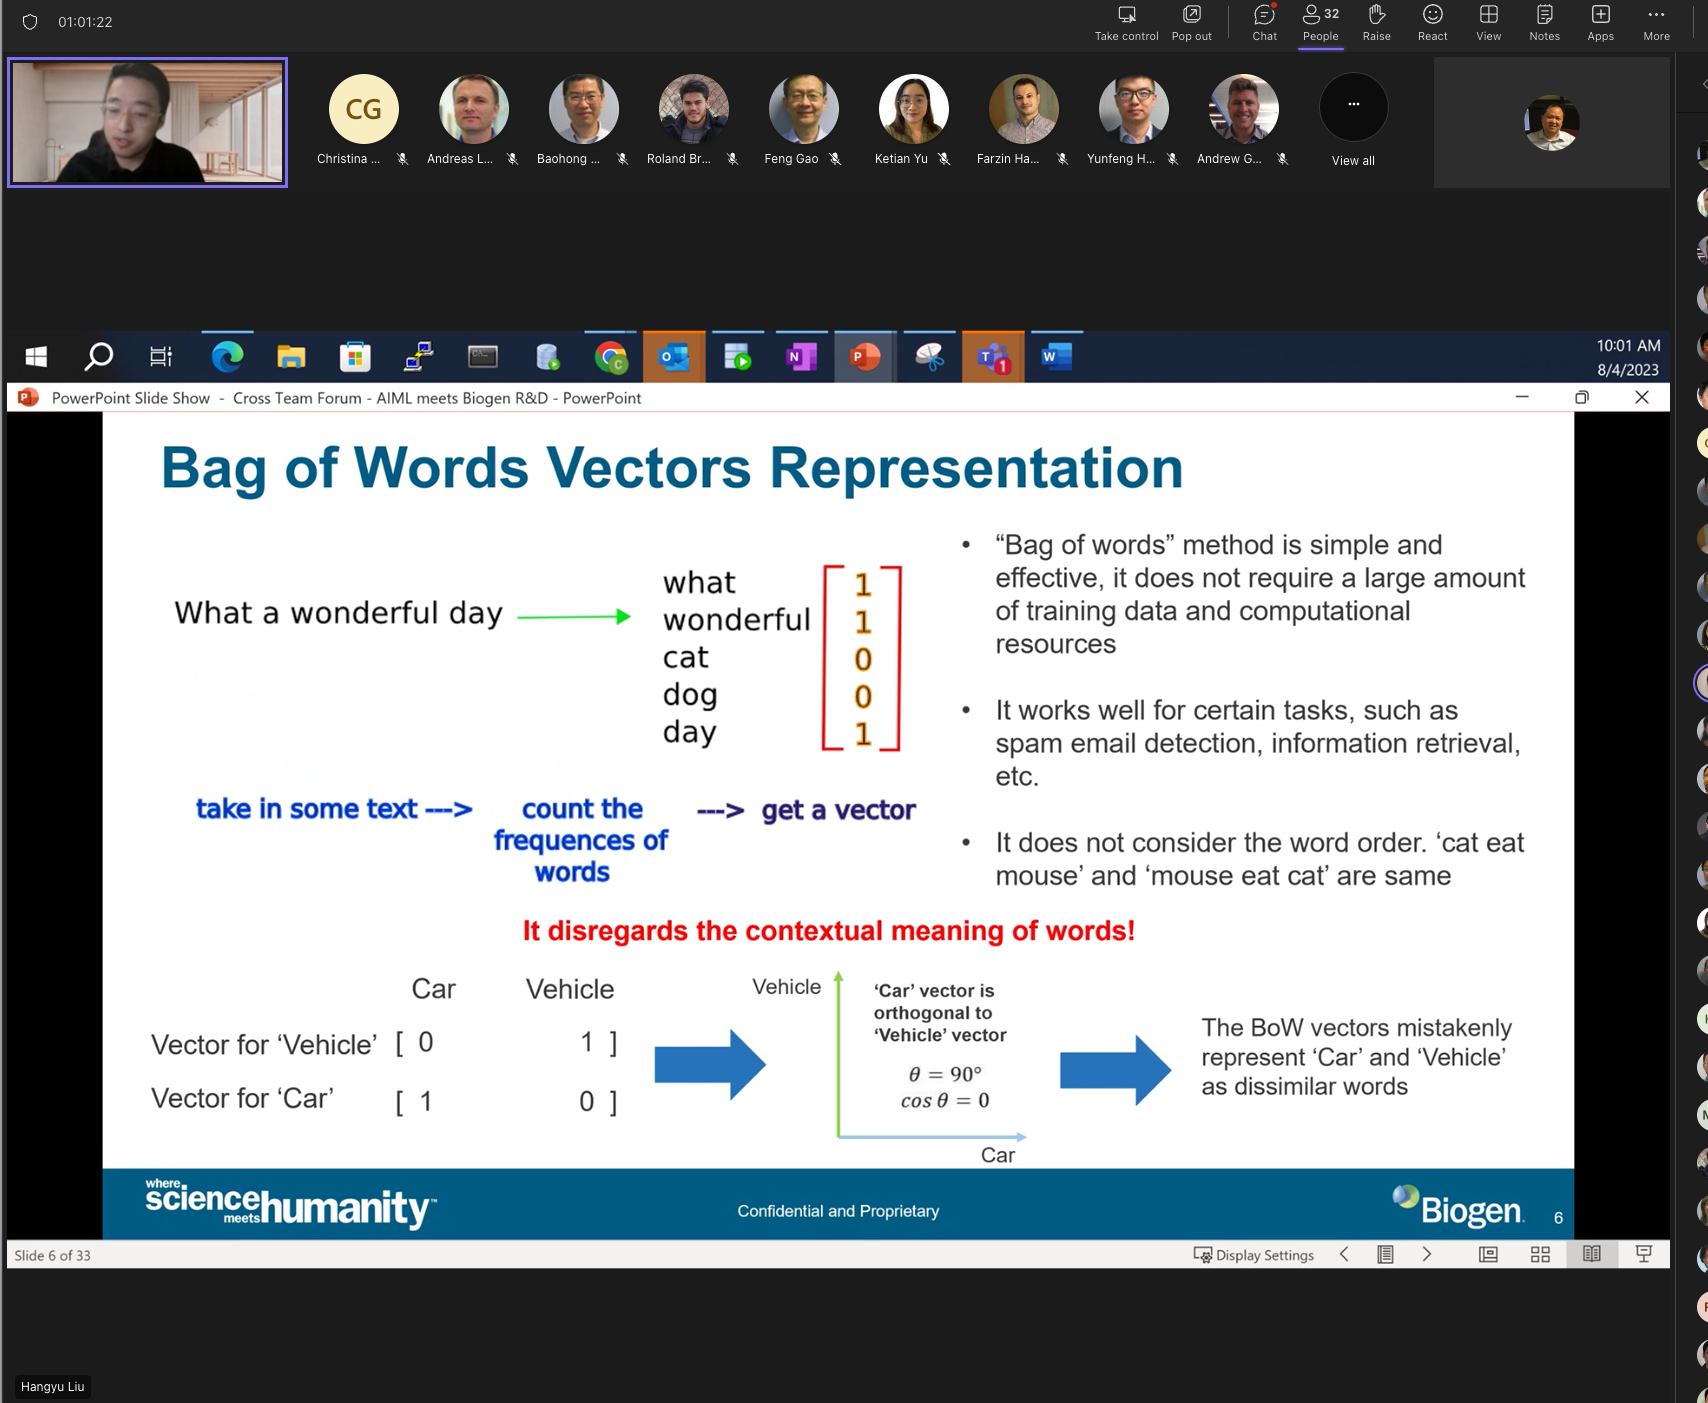 01:01:22
Take control
Pop out
Chat
32
People
Raise
React
View
Notes
Apps
More
CG
Christina ...
Andreas L...
Baohong ...
Roland Br...
Feng Gao
Ketian Yu
Farzin Ha...
Yunfeng H...
Andrew G...
...
View all
10:01 AM
8/4/2023
PowerPoint Slide Show - Cross Team Forum - AIML meets Biogen R&D - PowerPoint
Bag of Words Vectors Representation
What a wonderful day
what
wonderful
cat
dog
day
1
1
0
0
1
take in some text --->
count the
frequences of
words
---> get a vector
• “Bag of words” method is simple and
effective, it does not require a large amount
of training data and computational
resources
• It works well for certain tasks, such as
spam email detection, information retrieval,
etc.
• It does not consider the word order. ‘cat eat
mouse’ and ‘mouse eat cat’ are same
It disregards the contextual meaning of words!
Car Vehicle
Vector for ‘Vehicle’ [ 0 1 ]
Vector for ‘Car’ [ 1 0 ]
Vehicle
‘Car’ vector is
orthogonal to
‘Vehicle’ vector
θ = 90°
cos θ = 0
Car
The BoW vectors mistakenly
represent ‘Car’ and ‘Vehicle’
as dissimilar words
where
science
meets humanity™
Confidential and Proprietary
Biogen.
6
Slide 6 of 33
Display Settings
Hangyu Liu